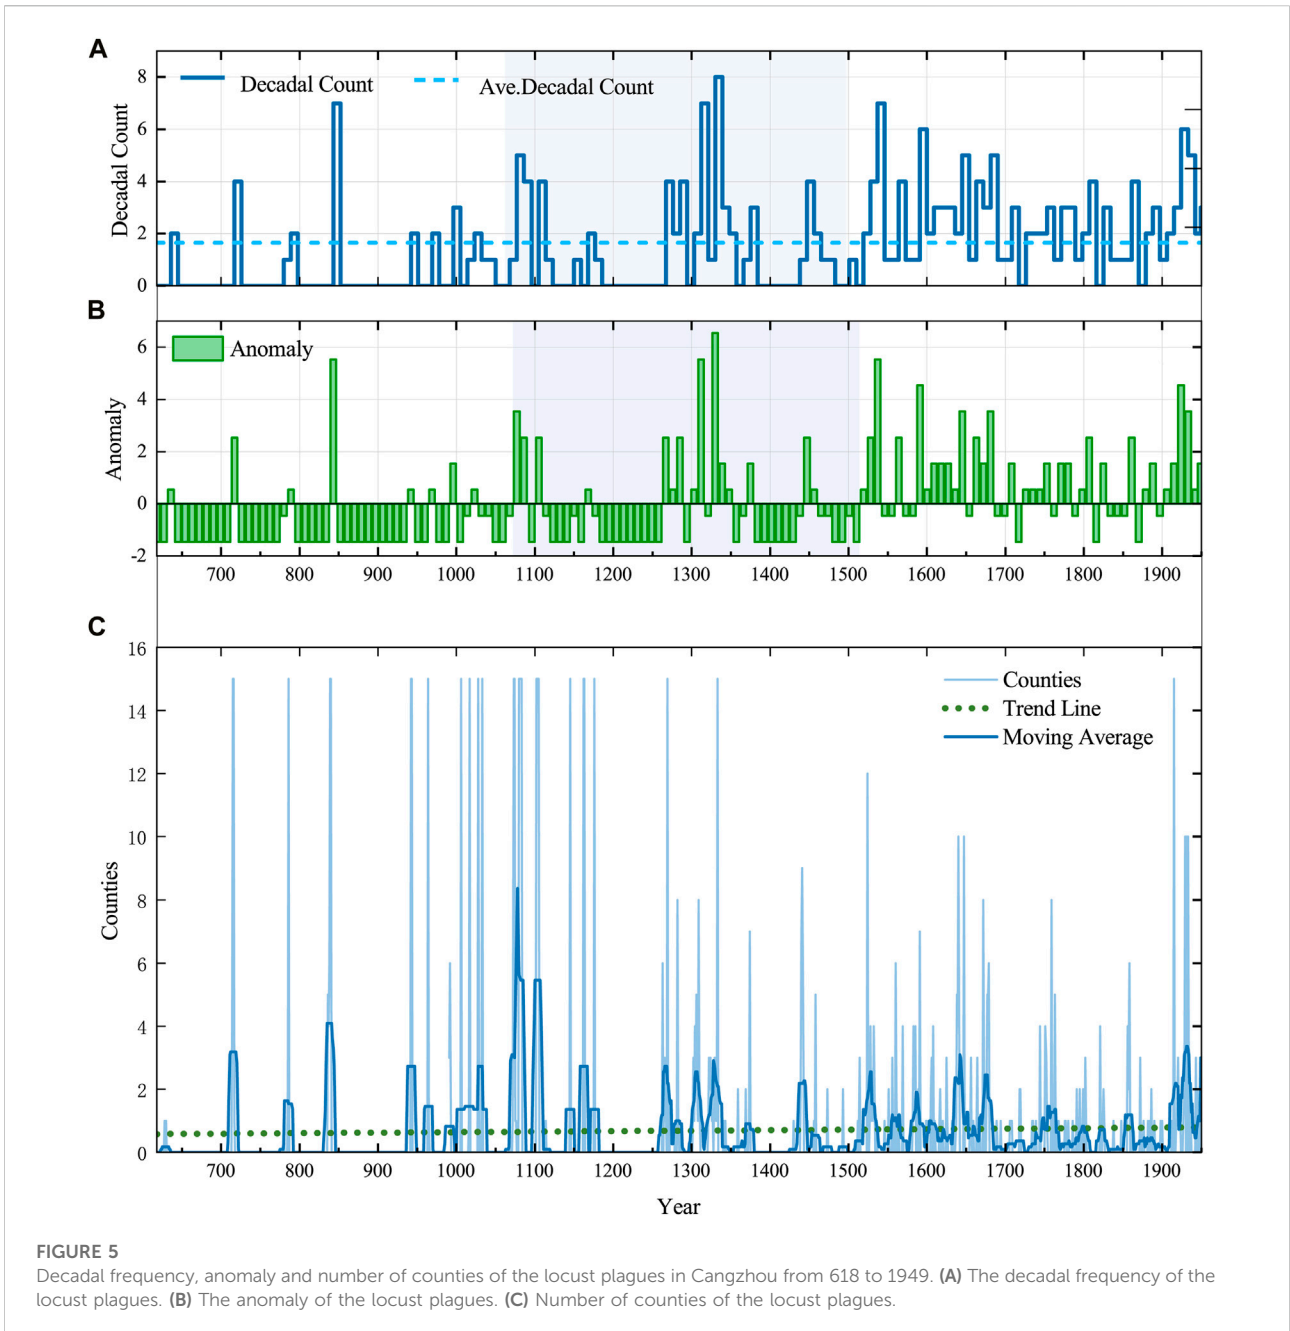 A
Decadal Count
Ave.Decadal Count
Decadal Count
8
6
4
2
0
B
Anomaly
Anomaly
6
4
2
0
-2
700 800 900 1000 1100 1200 1300 1400 1500 1600 1700 1800 1900
C
Counties
Trend Line
Moving Average
Counties
16
14
12
10
8
6
4
2
0
700 800 900 1000 1100 1200 1300 1400 1500 1600 1700 1800 1900
Year
FIGURE 5
Decadal frequency, anomaly and number of counties of the locust plagues in Cangzhou from 618 to 1949. (A) The decadal frequency of the
locust plagues. (B) The anomaly of the locust plagues. (C) Number of counties of the locust plagues.